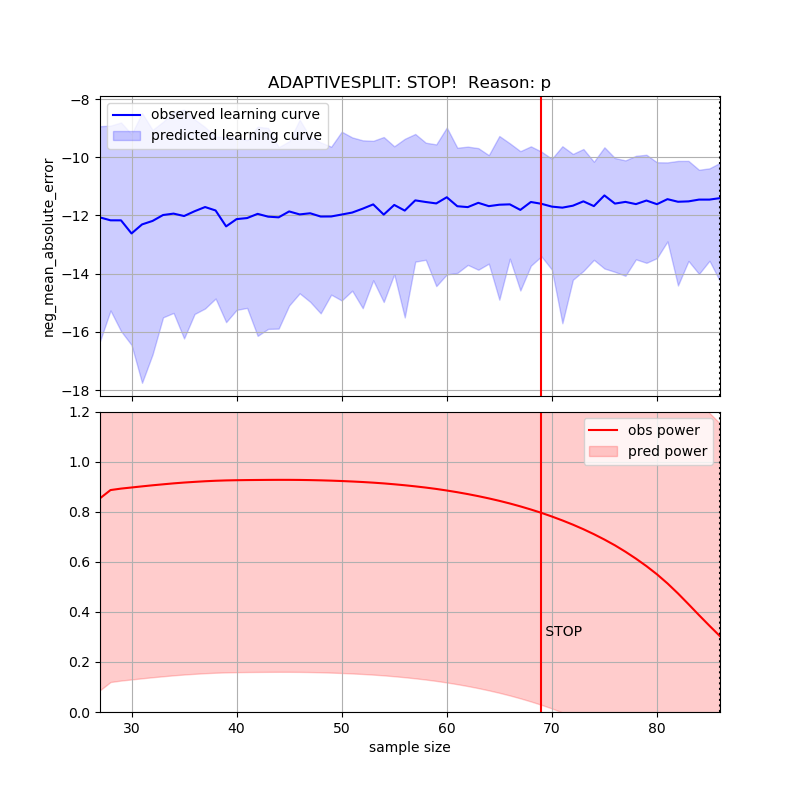 ADAPTIVESPLIT: STOP!  Reason: p
−8
−10
−12
−14
−16
−18
neg_mean_absolute_error
observed learning curve
predicted learning curve
1.2
1.0
0.8
0.6
0.4
0.2
0.0
obs power
pred power
STOP
30 40 50 60 70 80
sample size